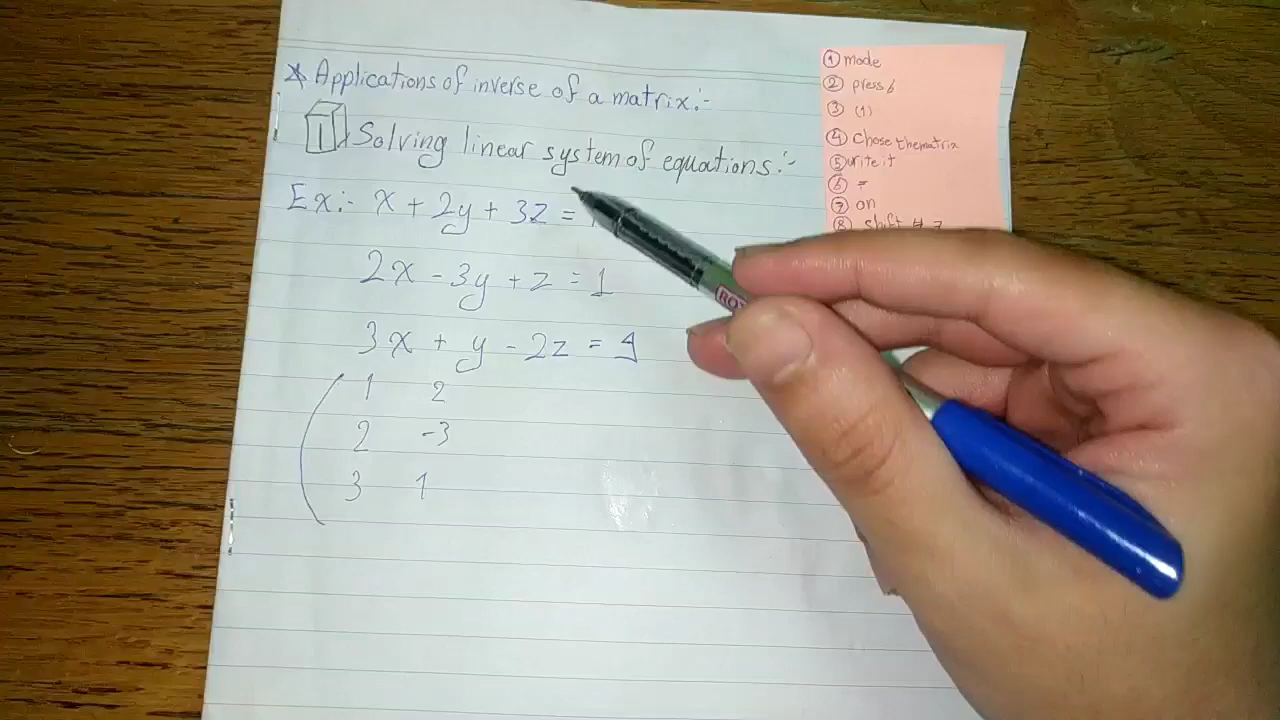 * Applications of inverse of a matrix:-
1 Solving linear system of equations:-
Ex:- x + 2y + 3z =
2x - 3y + z = 1
3x + y - 2z =
1 2
2 -3
3 1
① mode
② press 6
③ (1)
④ chose the matrix
⑤ write it
⑥ =
⑦ on
⑧ shift 4